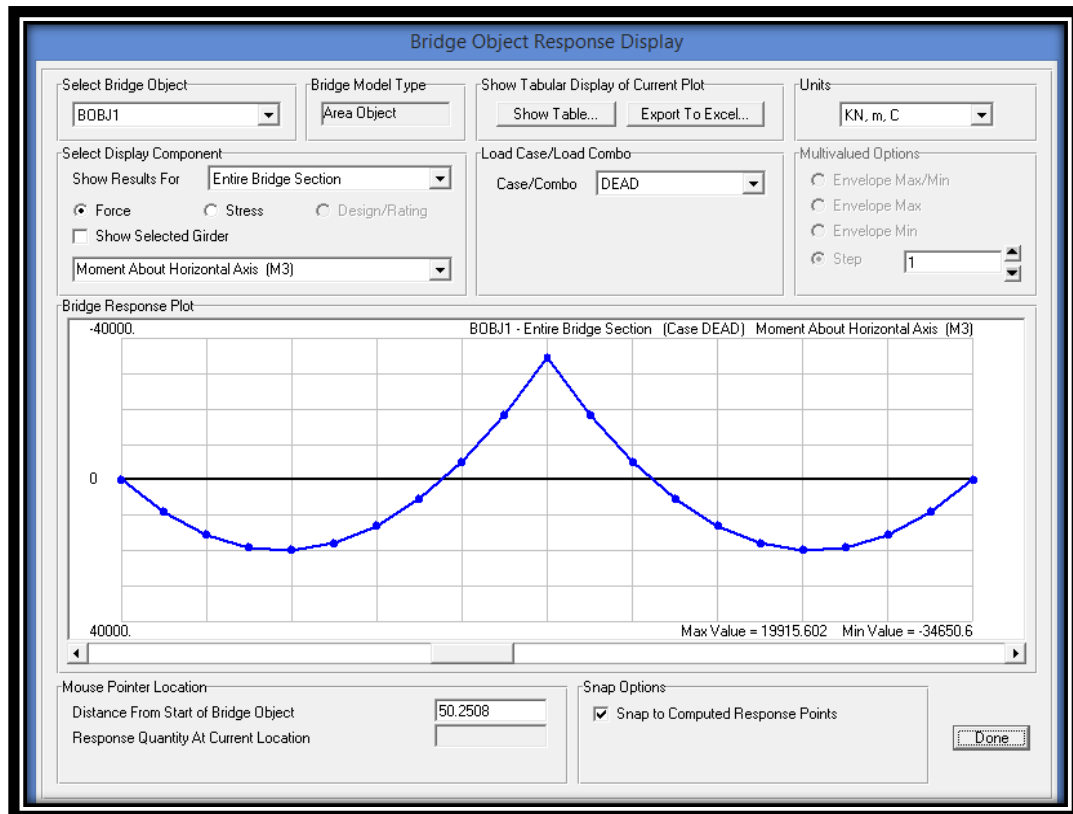 Bridge Object Response Display
Select Bridge Object
BOBJ1
Bridge Model Type
Area Object
Show Tabular Display of Current Plot
Show Table...
Export To Excel...
Units
KN, m, C
Select Display Component
Show Results For
Entire Bridge Section
Force
Stress
Design/Rating
Show Selected Girder
Moment About Horizontal Axis (M3)
Load Case/Load Combo
Case/Combo
DEAD
Multivalued Options
Envelope Max/Min
Envelope Max
Envelope Min
Step
1
Bridge Response Plot
-40000.
BOBJ1 - Entire Bridge Section (Case DEAD) Moment About Horizontal Axis (M3)
0
40000.
Max Value = 19915.602 Min Value = -34650.6
Mouse Pointer Location
Distance From Start of Bridge Object
50.2508
Response Quantity At Current Location
Snap Options
Snap to Computed Response Points
Done